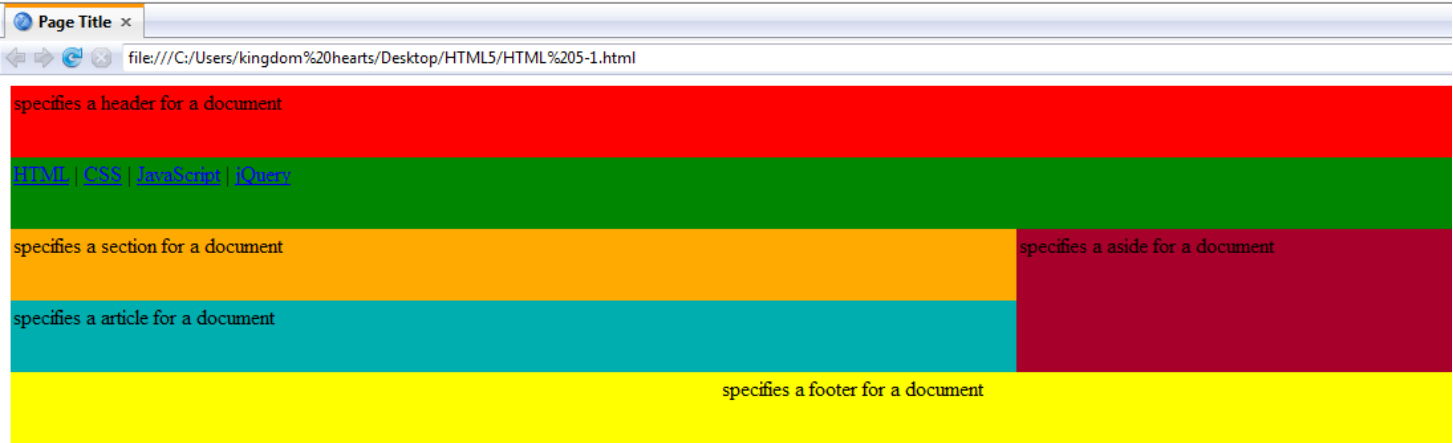 Page Title
file:///C:/Users/kingdom%20hearts/Desktop/HTML5/HTML%205-1.html
specifies a header for a document
HTML | CSS | JavaScript | jQuery
specifies a section for a document
specifies a aside for a document
specifies a article for a document
specifies a footer for a document